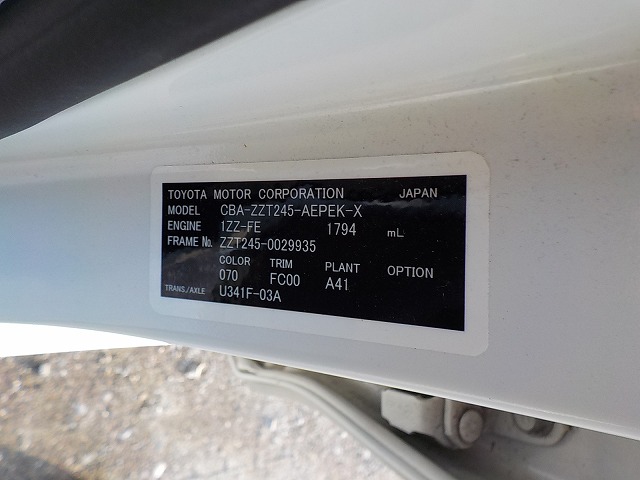 TOYOTA MOTOR CORPORATION JAPAN
MODEL CBA-ZZT245-AEPEK-X
ENGINE 1ZZ-FE 1794 mL
FRAME No. ZZT245-0029935
COLOR TRIM PLANT OPTION
070 FC00 A41
TRANS./AXLE U341F-03A